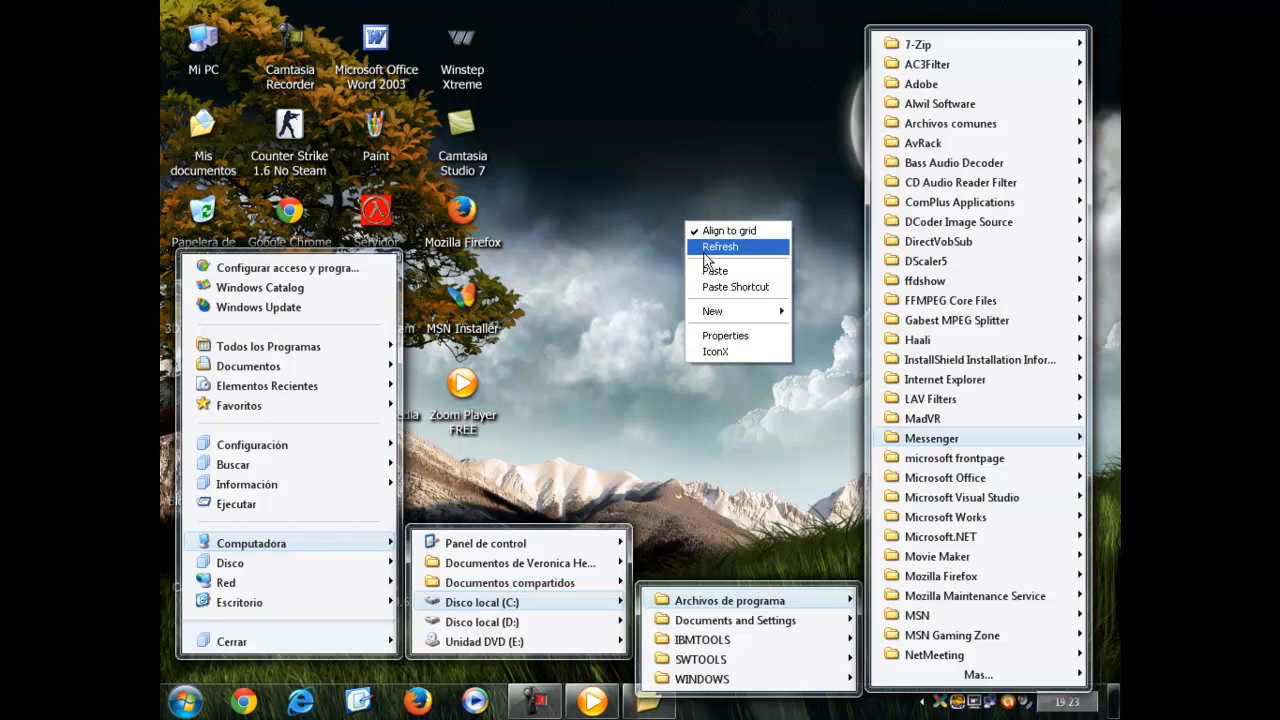 Mi PC
Camtasia
Recorder
Microsoft Office
Word 2003
Winstep
Xtreme
Mis
documentos
Counter Strike
1.6 No Steam
Paint
Camtasia
Studio 7
Papelera de
Google Chrome
Servidor
Mozilla Firefox
MSN Installer
Zoom Player
FREE
Configurar acceso y progra...
Windows Catalog
Windows Update
Todos los Programas
Documentos
Elementos Recientes
Favoritos
Configuración
Buscar
Información
Ejecutar
Computadora
Disco
Red
Escritorio
Cerrar
Panel de control
Documentos de Veronica He...
Documentos compartidos
Disco local (C:)
Disco local (D:)
Unidad DVD (E:)
Archivos de programa
Documents and Settings
IBMTOOLS
SWTOOLS
WINDOWS
Align to grid
Refresh
Paste
Paste Shortcut
New
Properties
IconX
7-Zip
AC3Filter
Adobe
Alwil Software
Archivos comunes
AvRack
Bass Audio Decoder
CD Audio Reader Filter
ComPlus Applications
DCoder Image Source
DirectVobSub
DScaler5
ffdshow
FFMPEG Core Files
Gabest MPEG Splitter
Haali
InstallShield Installation Infor...
Internet Explorer
LAV Filters
MadVR
Messenger
microsoft frontpage
Microsoft Office
Microsoft Visual Studio
Microsoft Works
Microsoft.NET
Movie Maker
Mozilla Firefox
Mozilla Maintenance Service
MSN
MSN Gaming Zone
NetMeeting
Mas...
19:23